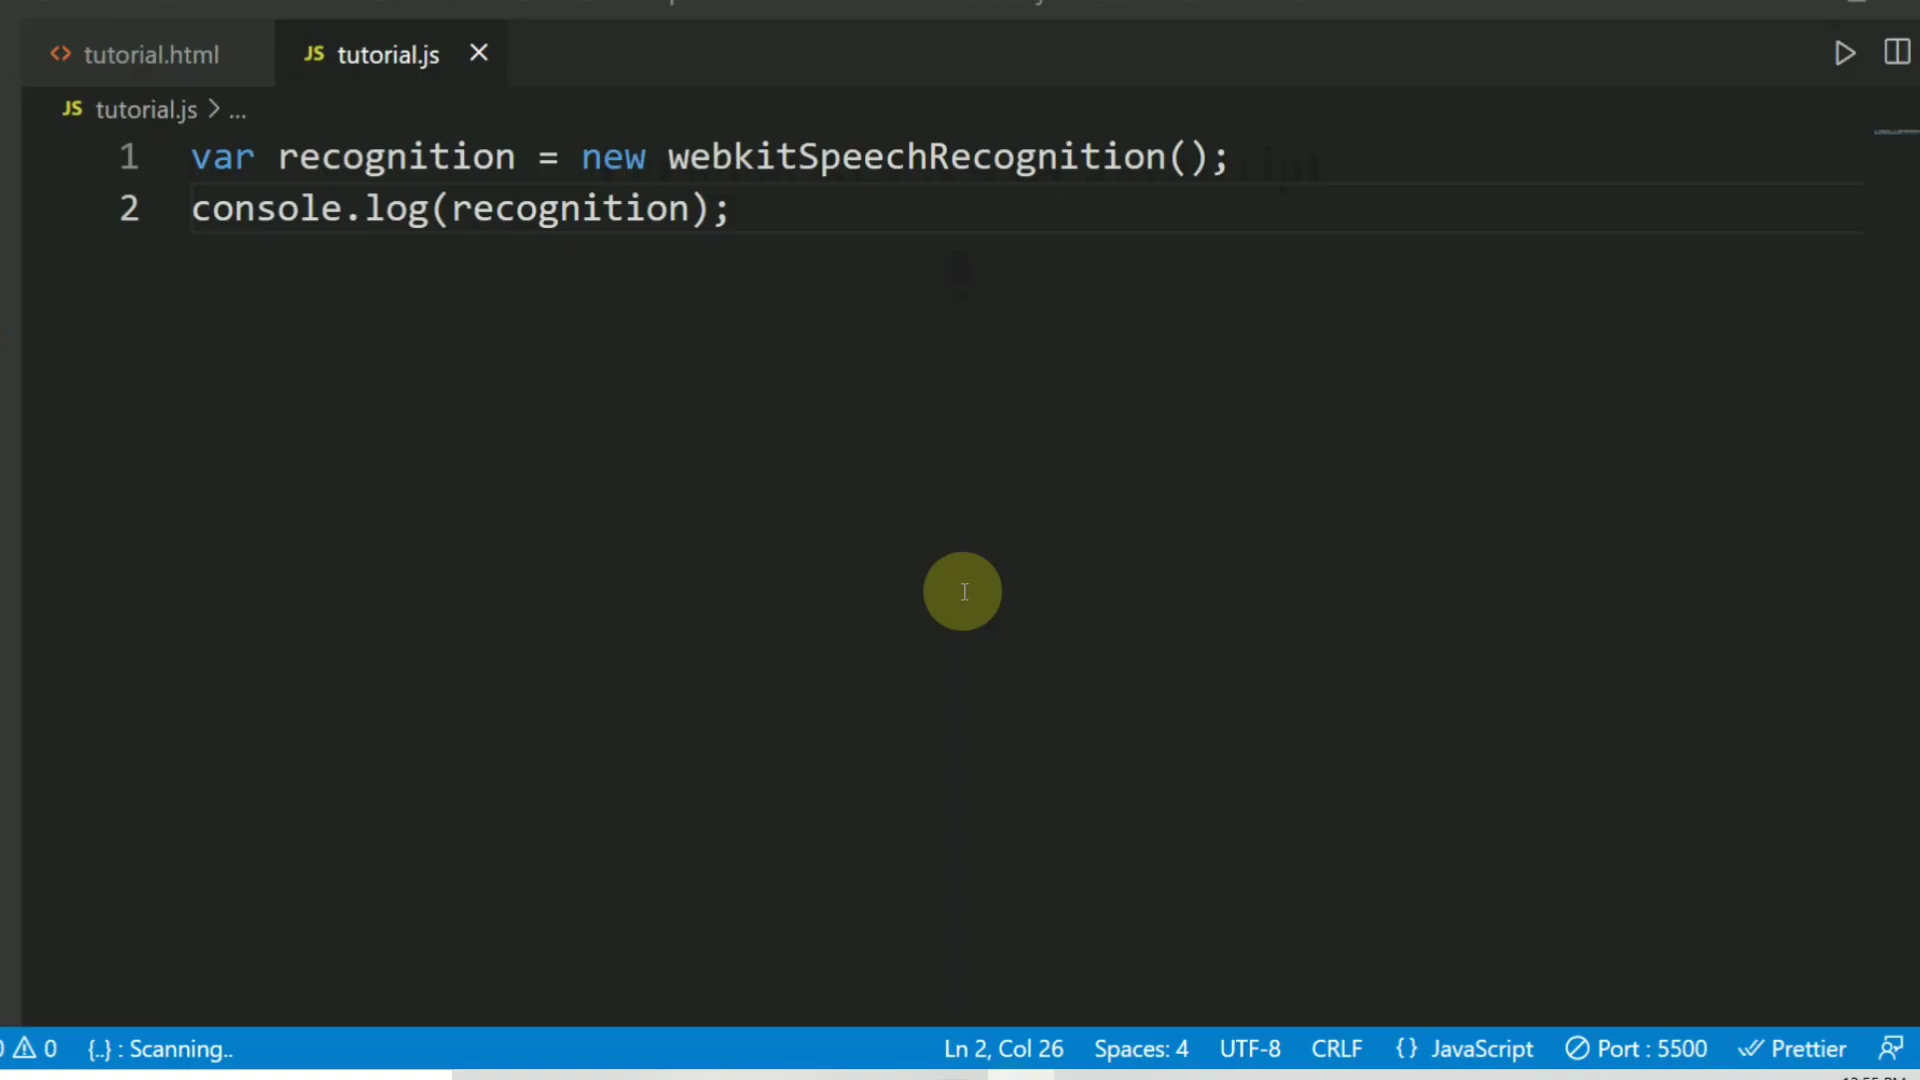 <> tutorial.html JS tutorial.js ×
JS tutorial.js > ...
1 var recognition = new webkitSpeechRecognition();
2 console.log(recognition);
0 {..} : Scanning.. Ln 2, Col 26 Spaces: 4 UTF-8 CRLF {} JavaScript Port : 5500 Prettier